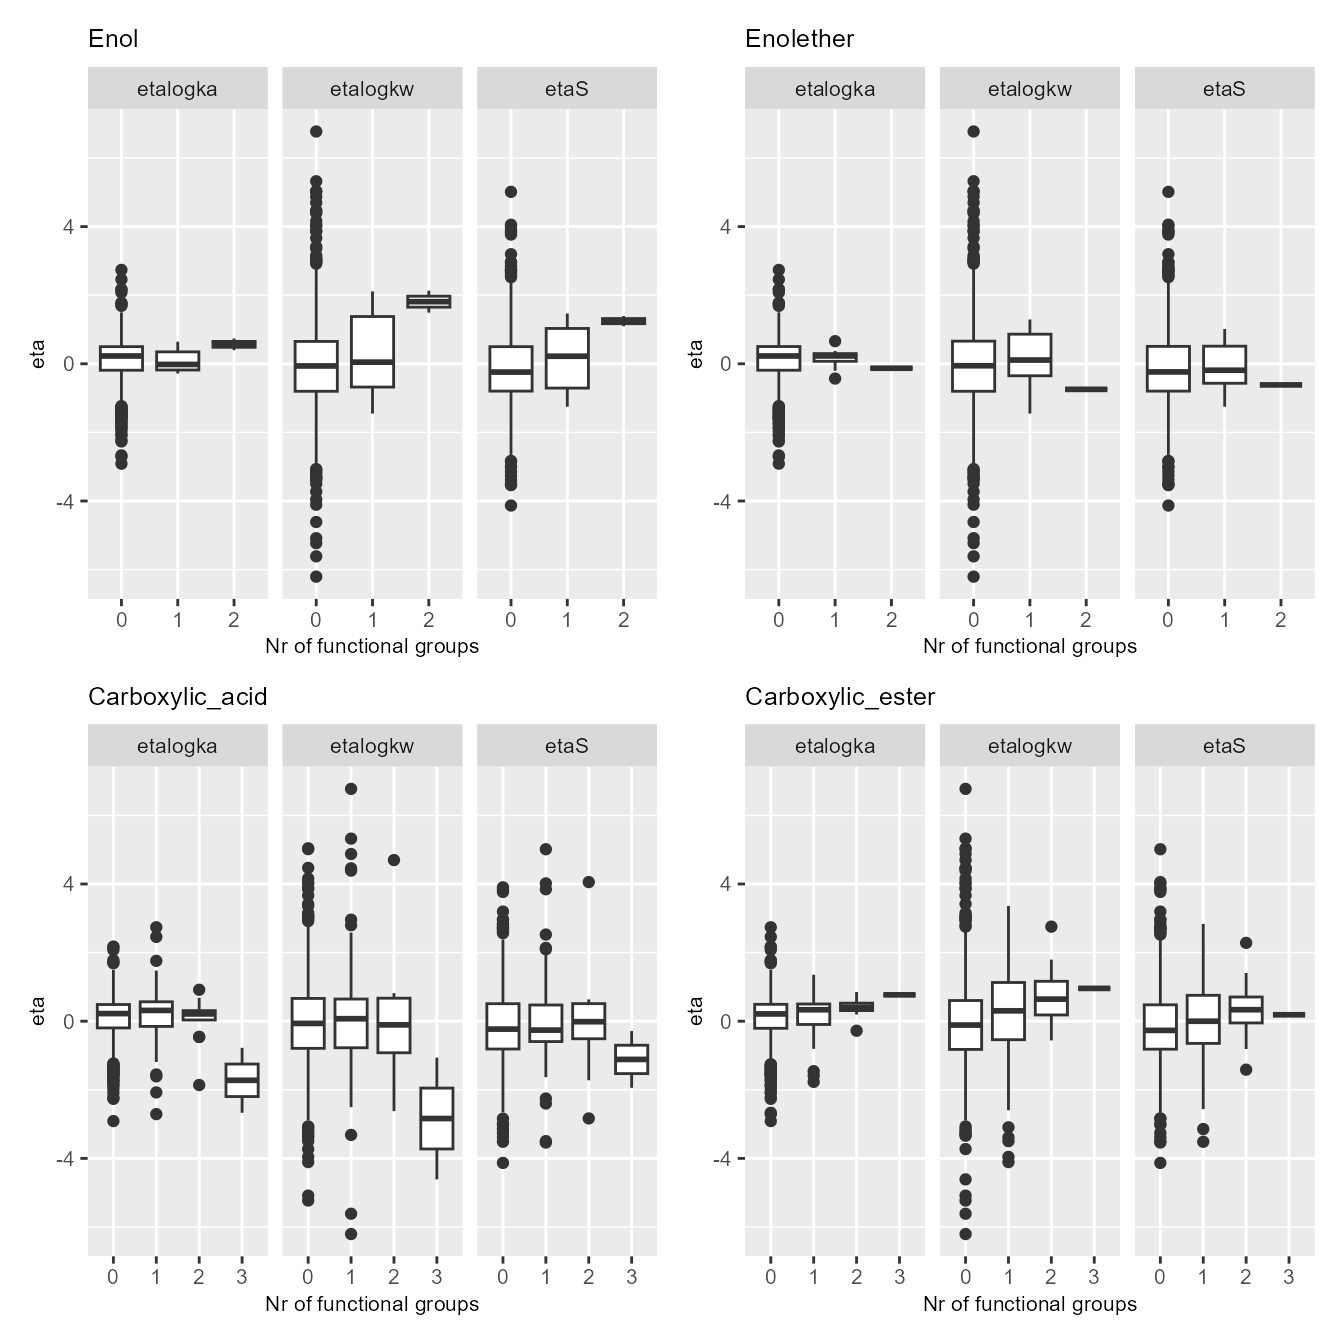 Enol
etalogka etalogkw etaS
4
0
-4
eta
0 1 2 0 1 2 0 1 2
Nr of functional groups
Enolether
etalogka etalogkw etaS
4
0
-4
eta
0 1 2 0 1 2 0 1 2
Nr of functional groups
Carboxylic_acid
etalogka etalogkw etaS
4
0
-4
eta
0 1 2 3 0 1 2 3 0 1 2 3
Nr of functional groups
Carboxylic_ester
etalogka etalogkw etaS
4
0
-4
eta
0 1 2 3 0 1 2 3 0 1 2 3
Nr of functional groups